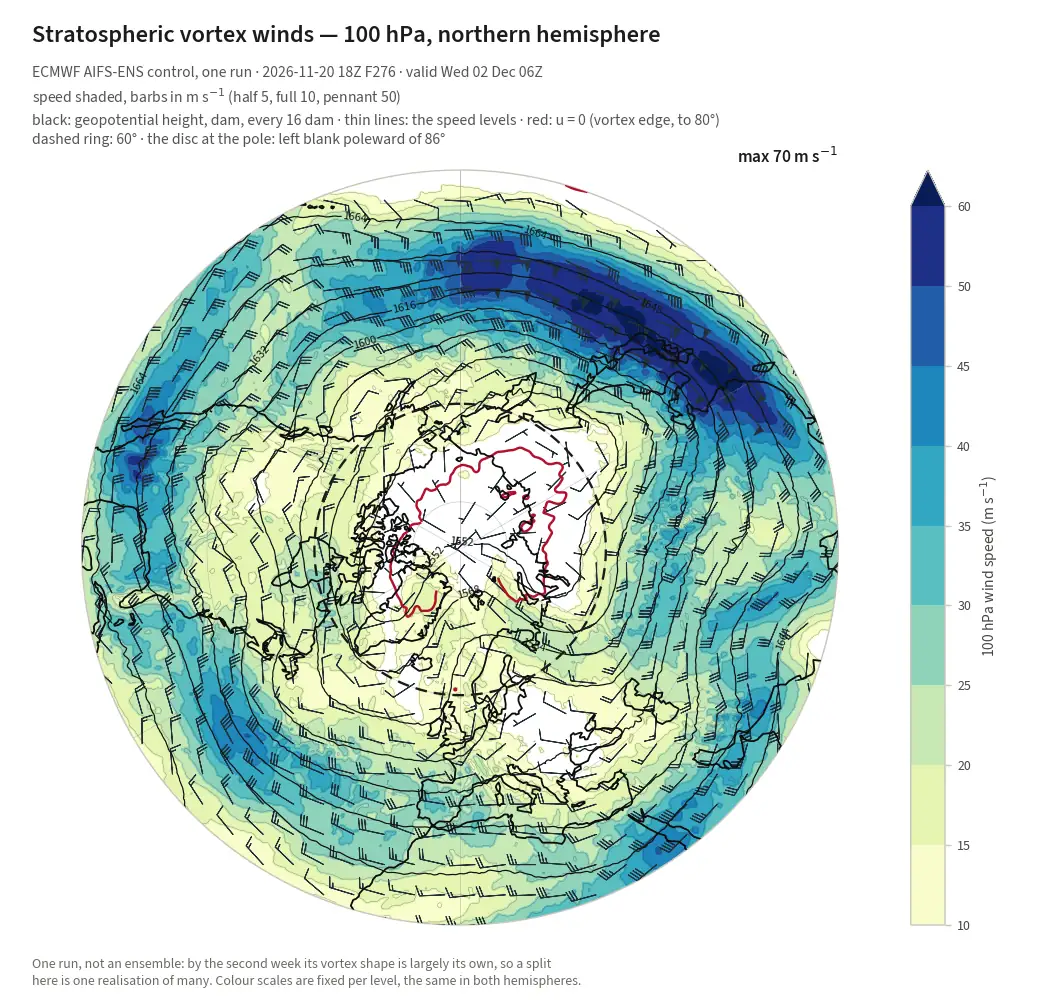 Stratospheric vortex winds — 100 hPa, northern hemisphere
ECMWF AIFS-ENS control, one run · 2026-11-20 18Z F276 · valid Wed 02 Dec 06Z
speed shaded, barbs in m s⁻¹ (half 5, full 10, pennant 50)
black: geopotential height, dam, every 16 dam · thin lines: the speed levels · red: u = 0 (vortex edge, to 80°)
dashed ring: 60° · the disc at the pole: left blank poleward of 86°
max 70 m s⁻¹
1664
1664
1648
1616
1600
1632
1664
1552
1644
60
50
45
40
35
30
25
20
15
10
100 hPa wind speed (m s⁻¹)
One run, not an ensemble: by the second week its vortex shape is largely its own, so a split
here is one realisation of many. Colour scales are fixed per level, the same in both hemispheres.